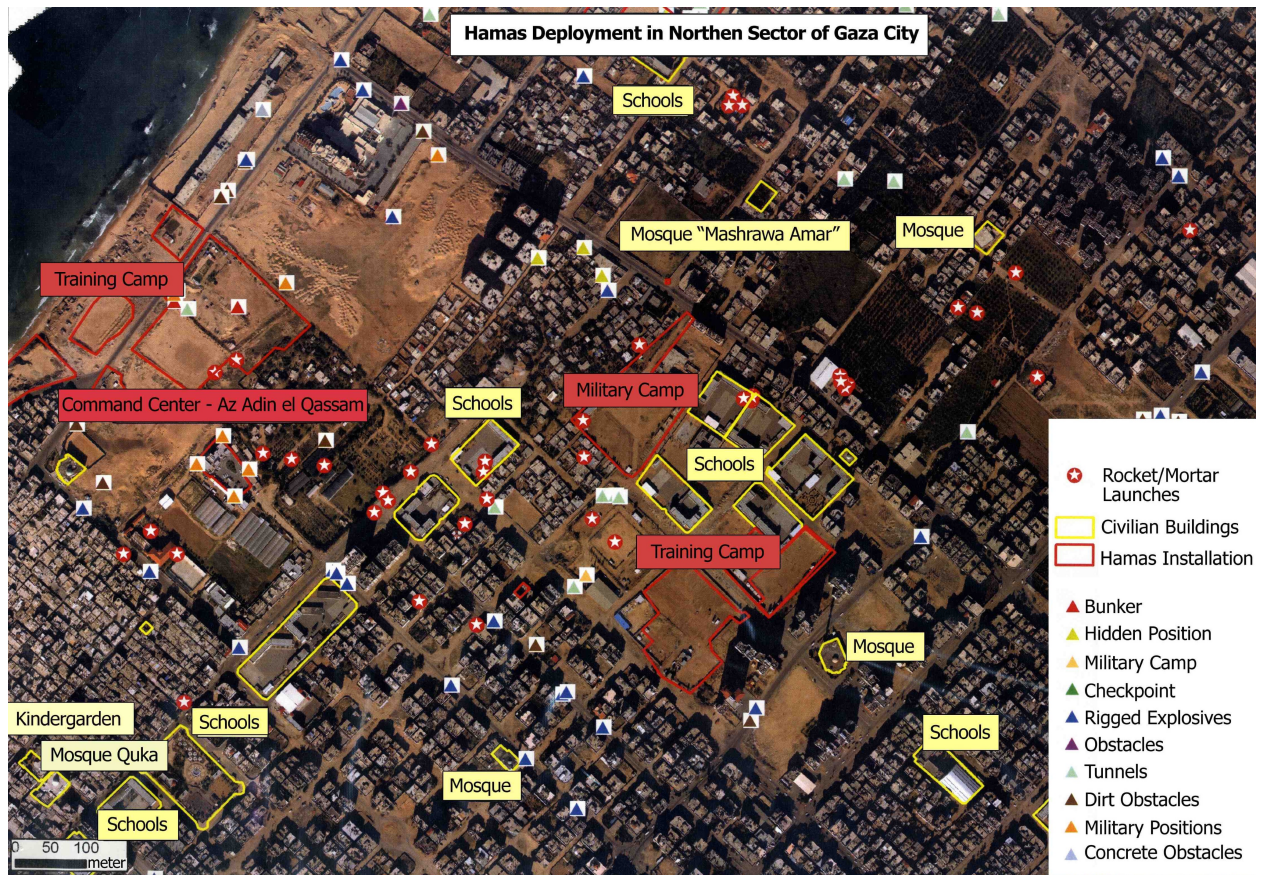 Hamas Deployment in Northen Sector of Gaza City
Schools
Mosque “Mashrawa Amar”
Mosque
Training Camp
Military Camp
Command Center - Az Adin el Qassam
Schools
Schools
Training Camp
Mosque
Kindergarden
Schools
Mosque Quka
Schools
Mosque
Schools
0 50 100
meter
Rocket/Mortar
Launches
Civilian Buildings
Hamas Installation
Bunker
Hidden Position
Military Camp
Checkpoint
Rigged Explosives
Obstacles
Tunnels
Dirt Obstacles
Military Positions
Concrete Obstacles